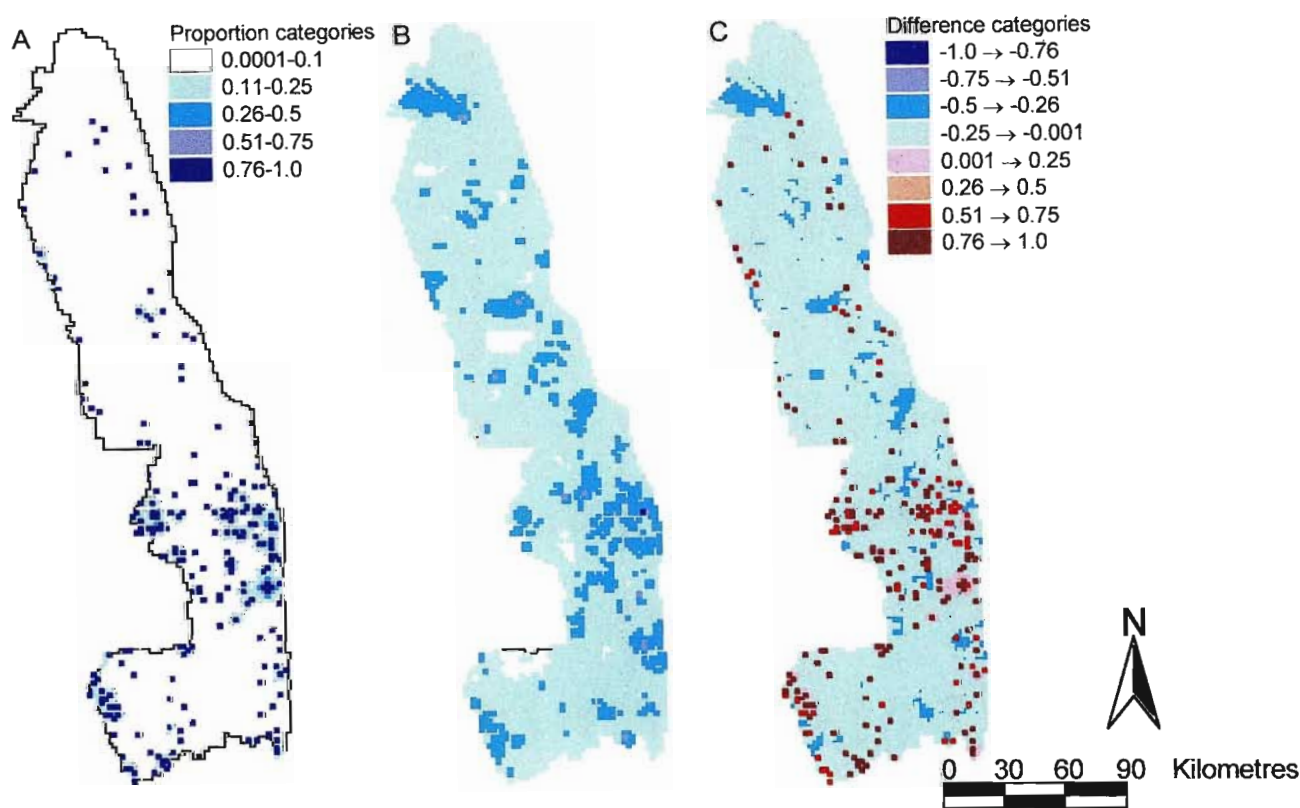 A
Proportion categories
0.0001-0.1
0.11-0.25
0.26-0.5
0.51-0.75
0.76-1.0
B
C
Difference categories
-1.0 → -0.76
-0.75 → -0.51
-0.5 → -0.26
-0.25 → -0.001
0.001 → 0.25
0.26 → 0.5
0.51 → 0.75
0.76 → 1.0
N
0 30 60 90 Kilometres